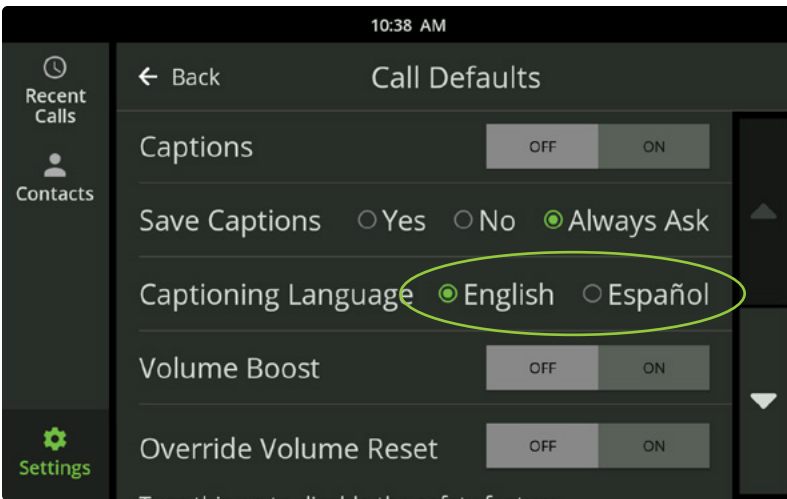 10:38 AM
Recent
Calls
Contacts
Settings
← Back
Call Defaults
Captions
OFF ON
Save Captions Yes No Always Ask
Captioning Language English Español
Volume Boost
OFF ON
Override Volume Reset
OFF ON